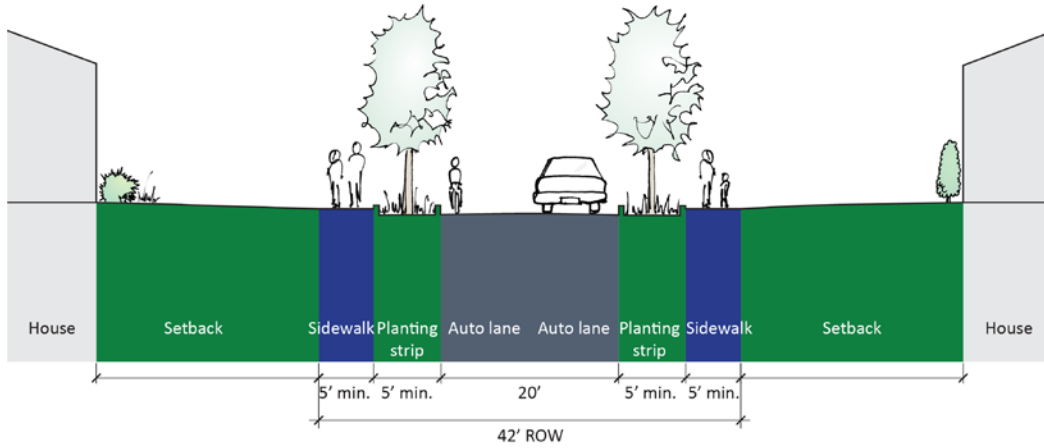 House
Setback
Sidewalk
Planting
strip
Auto lane
Auto lane
Planting
strip
Sidewalk
Setback
House
5' min.
5' min.
20'
5' min.
5' min.
42' ROW